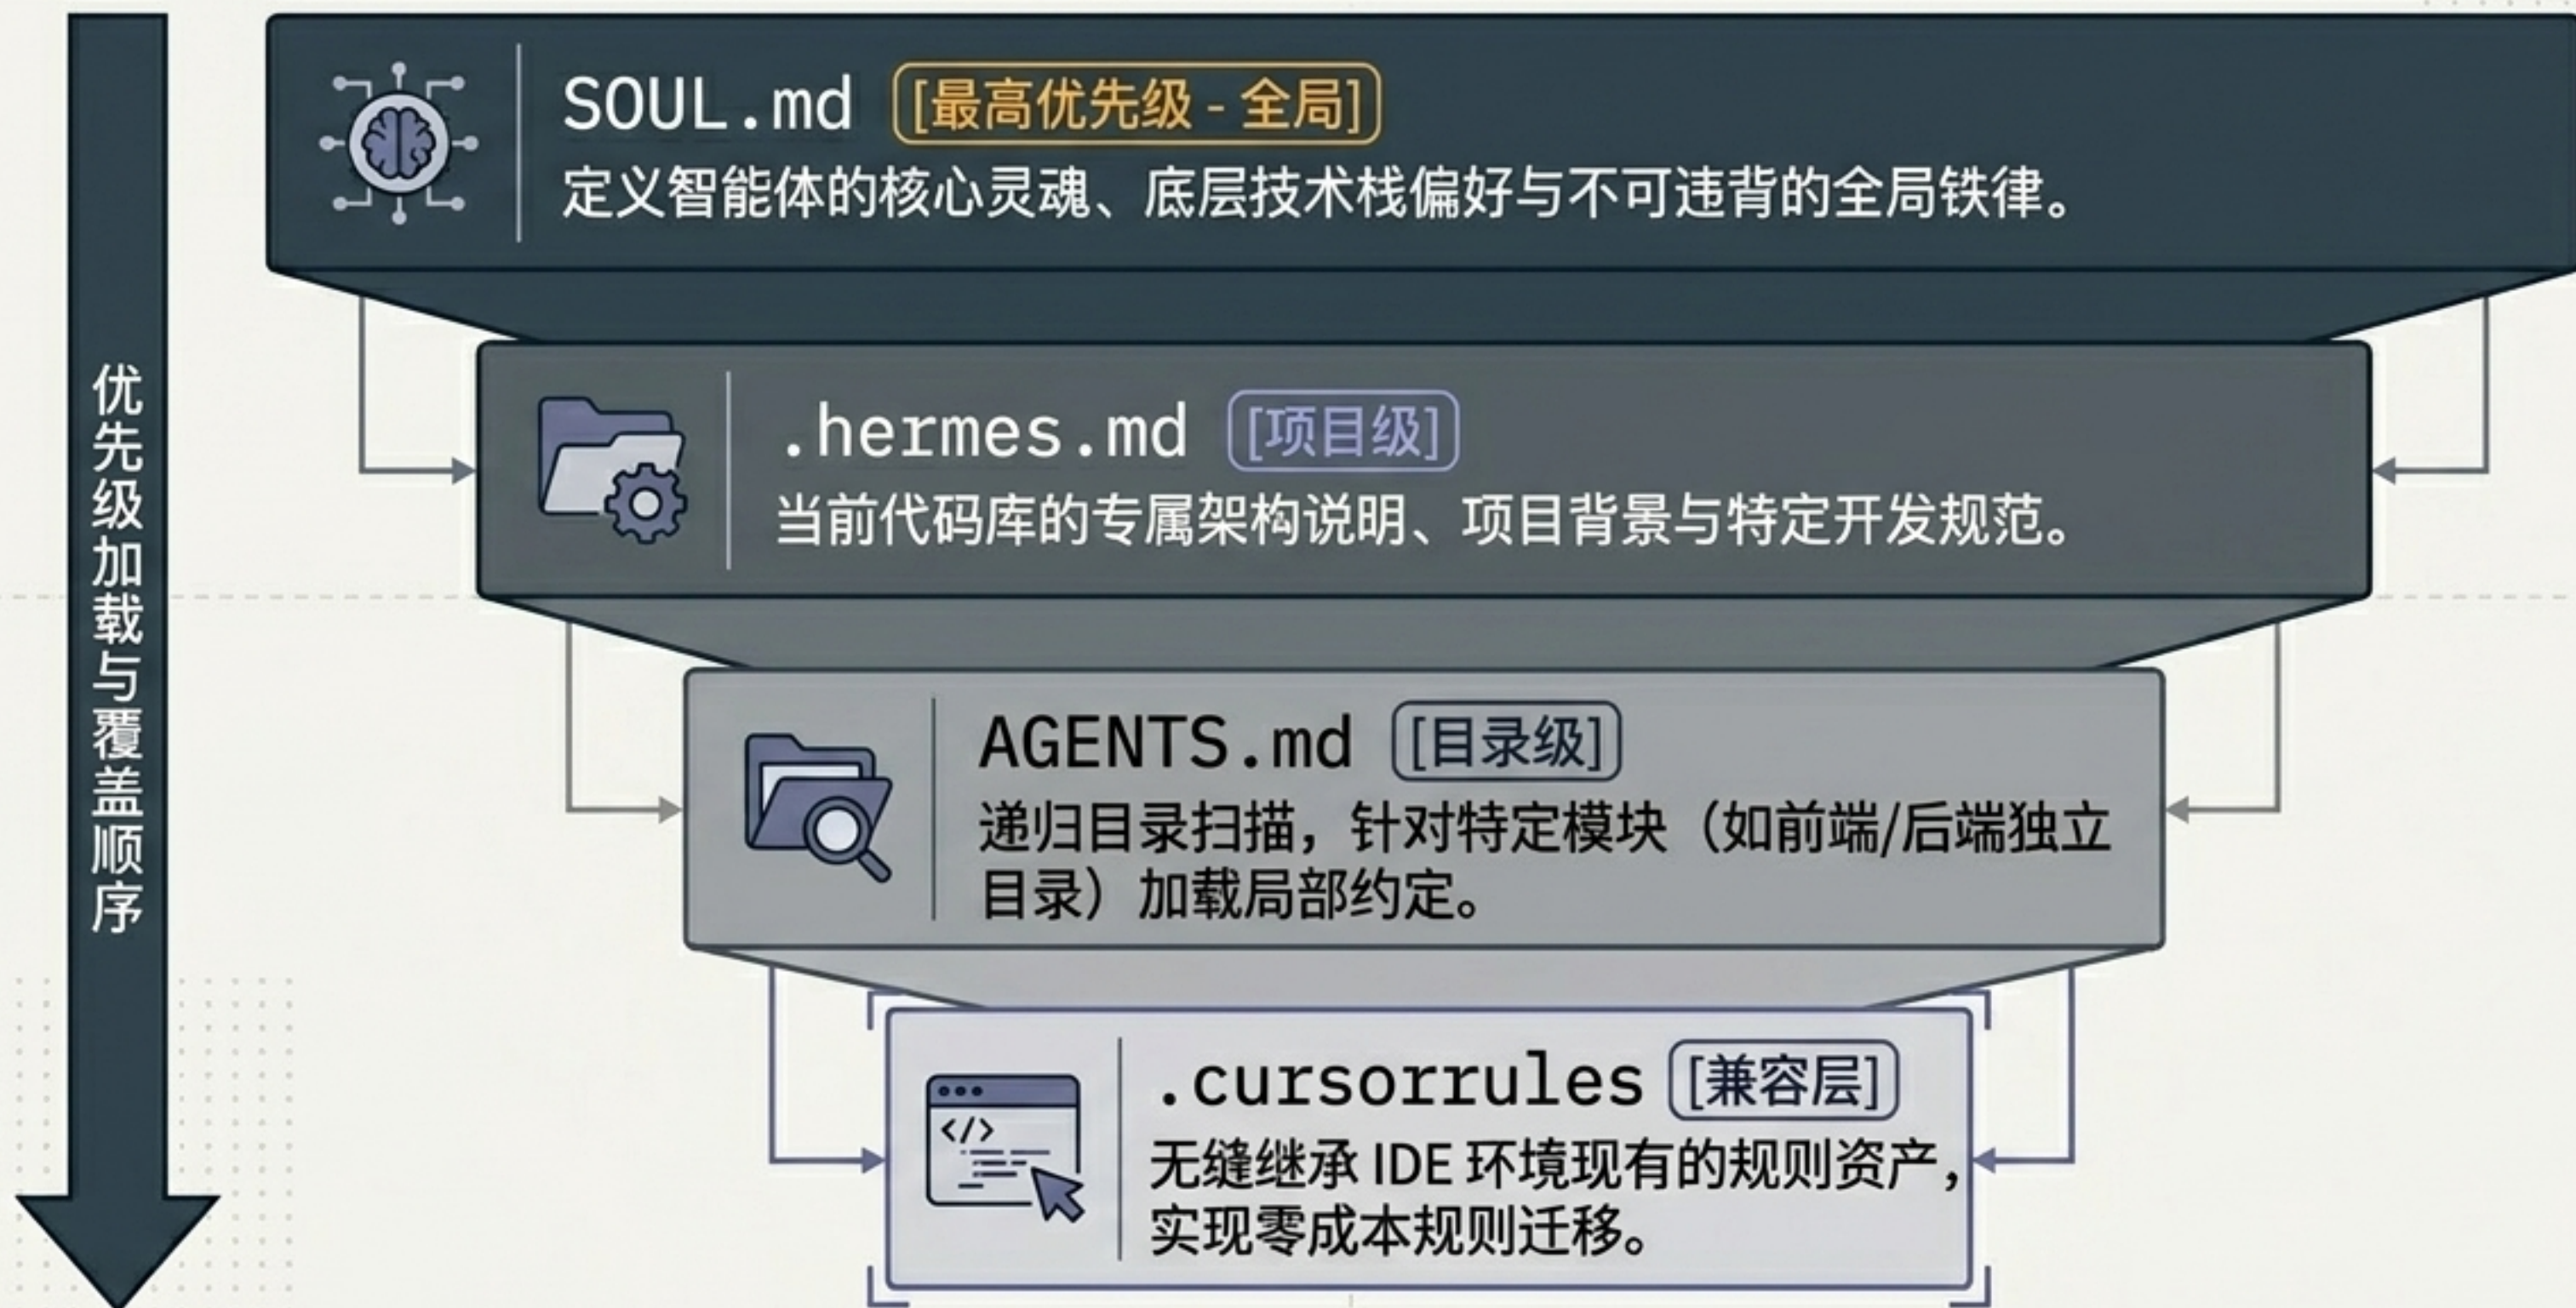 优先级加载与覆盖顺序
SOUL.md [最高优先级 - 全局]
定义智能体的核心灵魂、底层技术栈偏好与不可违背的全局铁律。
.hermes.md [项目级]
当前代码库的专属架构说明、项目背景与特定开发规范。
AGENTS.md [目录级]
递归目录扫描，针对特定模块（如前端/后端独立
目录）加载局部约定。
.cursorrules [兼容层]
</>
无缝继承 IDE 环境现有的规则资产，
实现零成本规则迁移。